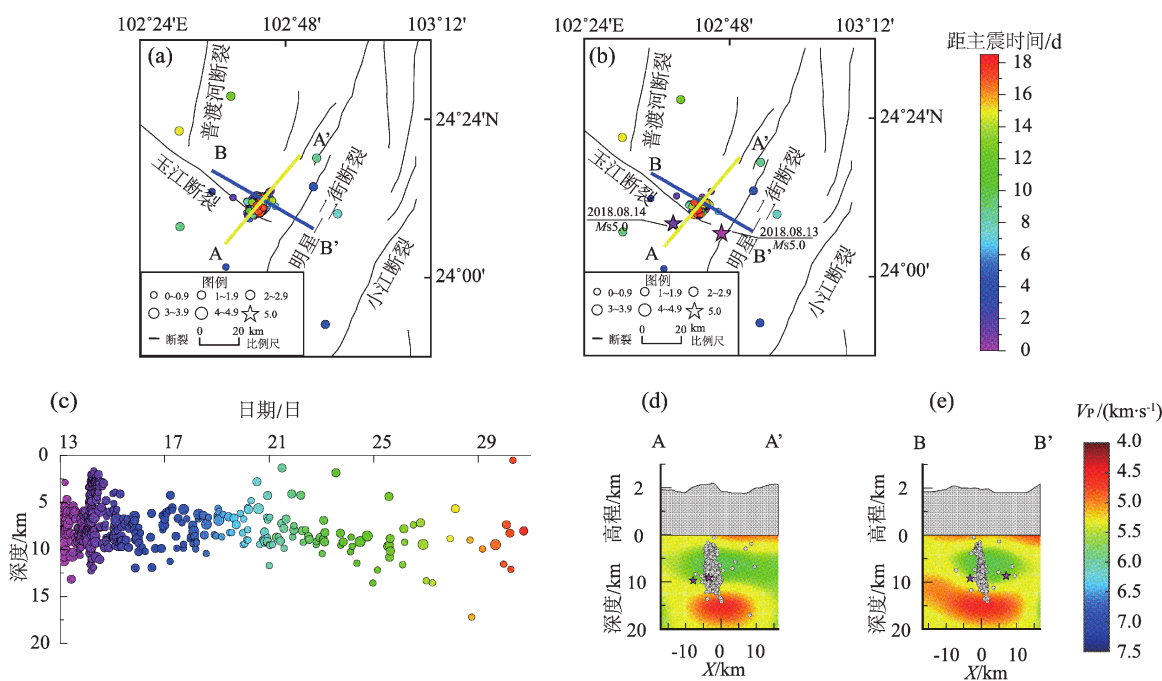 102°24'E 102°48' 103°12'
(a)
普渡河断裂
玉江断裂
明星—二街断裂
小江断裂
A A'
B B'
图例
0~0.9 1~1.9 2~2.9
3~3.9 4~4.9 5.0
断裂 0 20 km 比例尺
102°24'E 102°48' 103°12'
(b)
普渡河断裂
玉江断裂
明星—二街断裂
小江断裂
A A'
B B'
2018.08.14
Ms5.0
2018.08.13
Ms5.0
图例
0~0.9 1~1.9 2~2.9
3~3.9 4~4.9 5.0
断裂 0 20 km 比例尺
24°24'N
24°00'
距主震时间/d
18
16
14
12
10
8
6
4
2
0
(c)
日期/日
13 17 21 25 29
深度/km
0
5
10
15
20
(d)
A A'
高程/km
2
0
深度/km
10
20
-10 0 10
X/km
(e)
B B'
高程/km
2
0
深度/km
10
20
-10 0 10
X/km
VP/(km·s-1)
4.0
4.5
5.0
5.5
6.0
6.5
7.0
7.5